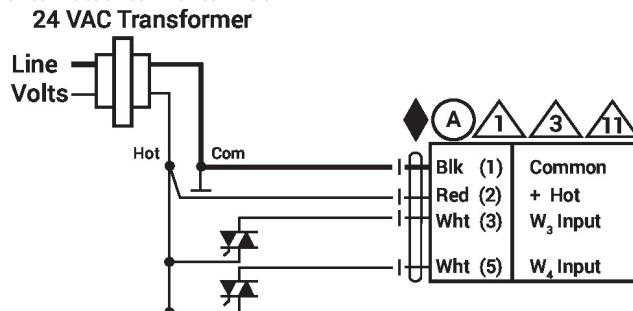 24 VAC Transformer
Line
Volts
Hot
Com
A 1 3 11
Blk (1) Common
Red (2) + Hot
Wht (3) W₃ Input
Wht (5) W₄ Input